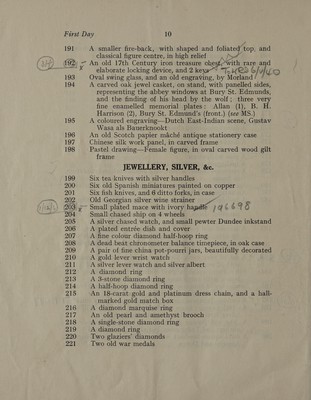 First Day 10
191 A smaller fire-back, with shaped and foliated top, and
classical figure centre, in high relief
192 An old 17th Century iron treasure chest, with rare and
elaborate locking device, and 2 keys
193 Oval swing glass, and an old engraving, by Morland
194 A carved oak jewel casket, on stand, with panelled sides,
representing the abbey windows at Bury St. Edmunds,
and the finding of his head by the wolf ; three very
fine enamelled memorial plates : Allan (1), B. H.
Harrison (2), Bury St. Edmund's (front.) (see MS.)
195 A coloured engraving—Dutch East-Indian scene, Gustav
Wasa als Bauernknoekt
196 An old Scotch papier mâché antique stationery case
197 Chinese silk work panel, in carved frame
198 Pastel drawing—Female figure, in oval carved wood gilt
frame
JEWELLERY, SILVER, &c.
199 Six tea knives with silver handles
200 Six old Spanish miniatures painted on copper
201 Six fish knives, and 6 ditto forks, in case
202 Old Georgian silver wine strainer
203 Small plated mace with ivory handle 196698
204 Small chased ship on 4 wheels
205 A silver chased watch, and small pewter Dundee inkstand
206 A plated entrée dish and cover
207 A fine colour diamond half-hoop ring
208 A dead beat chronometer balance timepiece, in oak case
209 A pair of fine china pot-pourri jars, beautifully decorated
210 A gold lever wrist watch
211 A silver lever watch and silver albert
212 A diamond ring
213 A 3-stone diamond ring
214 A half-hoop diamond ring
215 An 18-carat gold and platinum dress chain, and a hall-
marked gold match box
216 A diamond marquise ring
217 An old pearl and amethyst brooch
218 A single-stone diamond ring
219 A diamond ring
220 Two glaziers' diamonds
221 Two old war medals